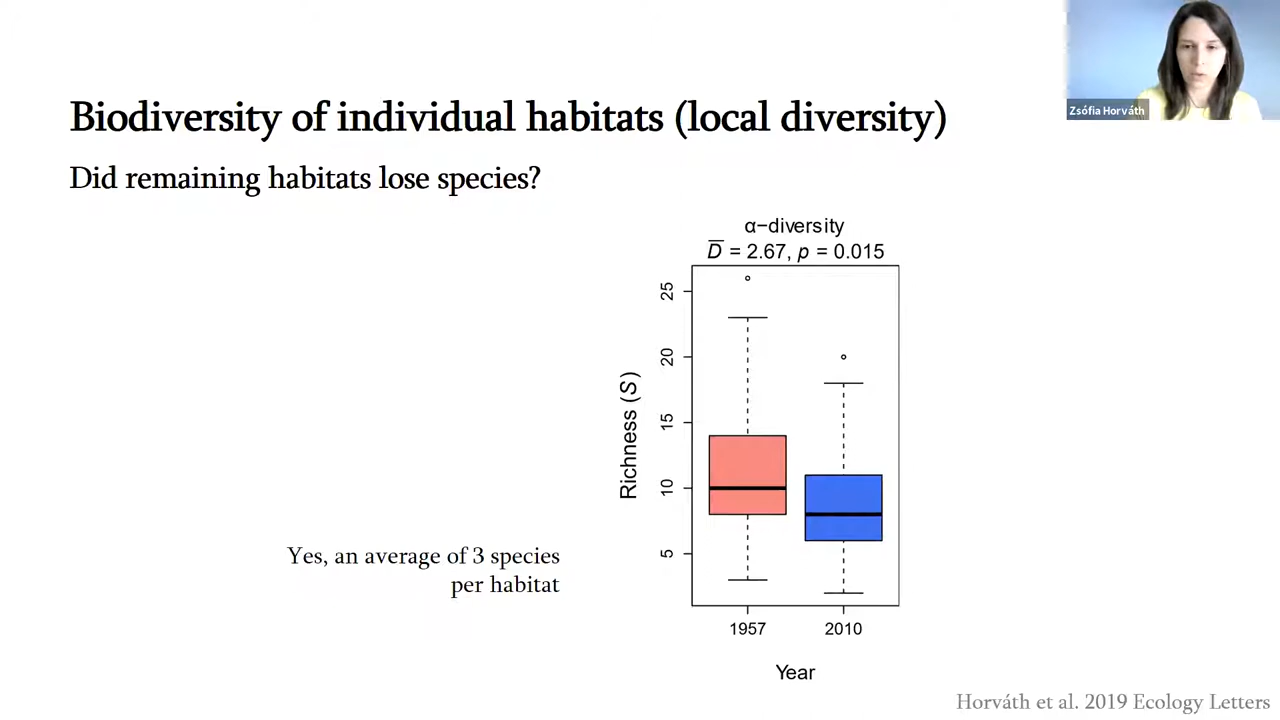 Zsófia Horváth
Biodiversity of individual habitats (local diversity)
Did remaining habitats lose species?
α−diversity
D̅ = 2.67, p = 0.015
Richness (S)
25
20
15
10
5
1957 2010
Year
Yes, an average of 3 species
per habitat
Horváth et al. 2019 Ecology Letters